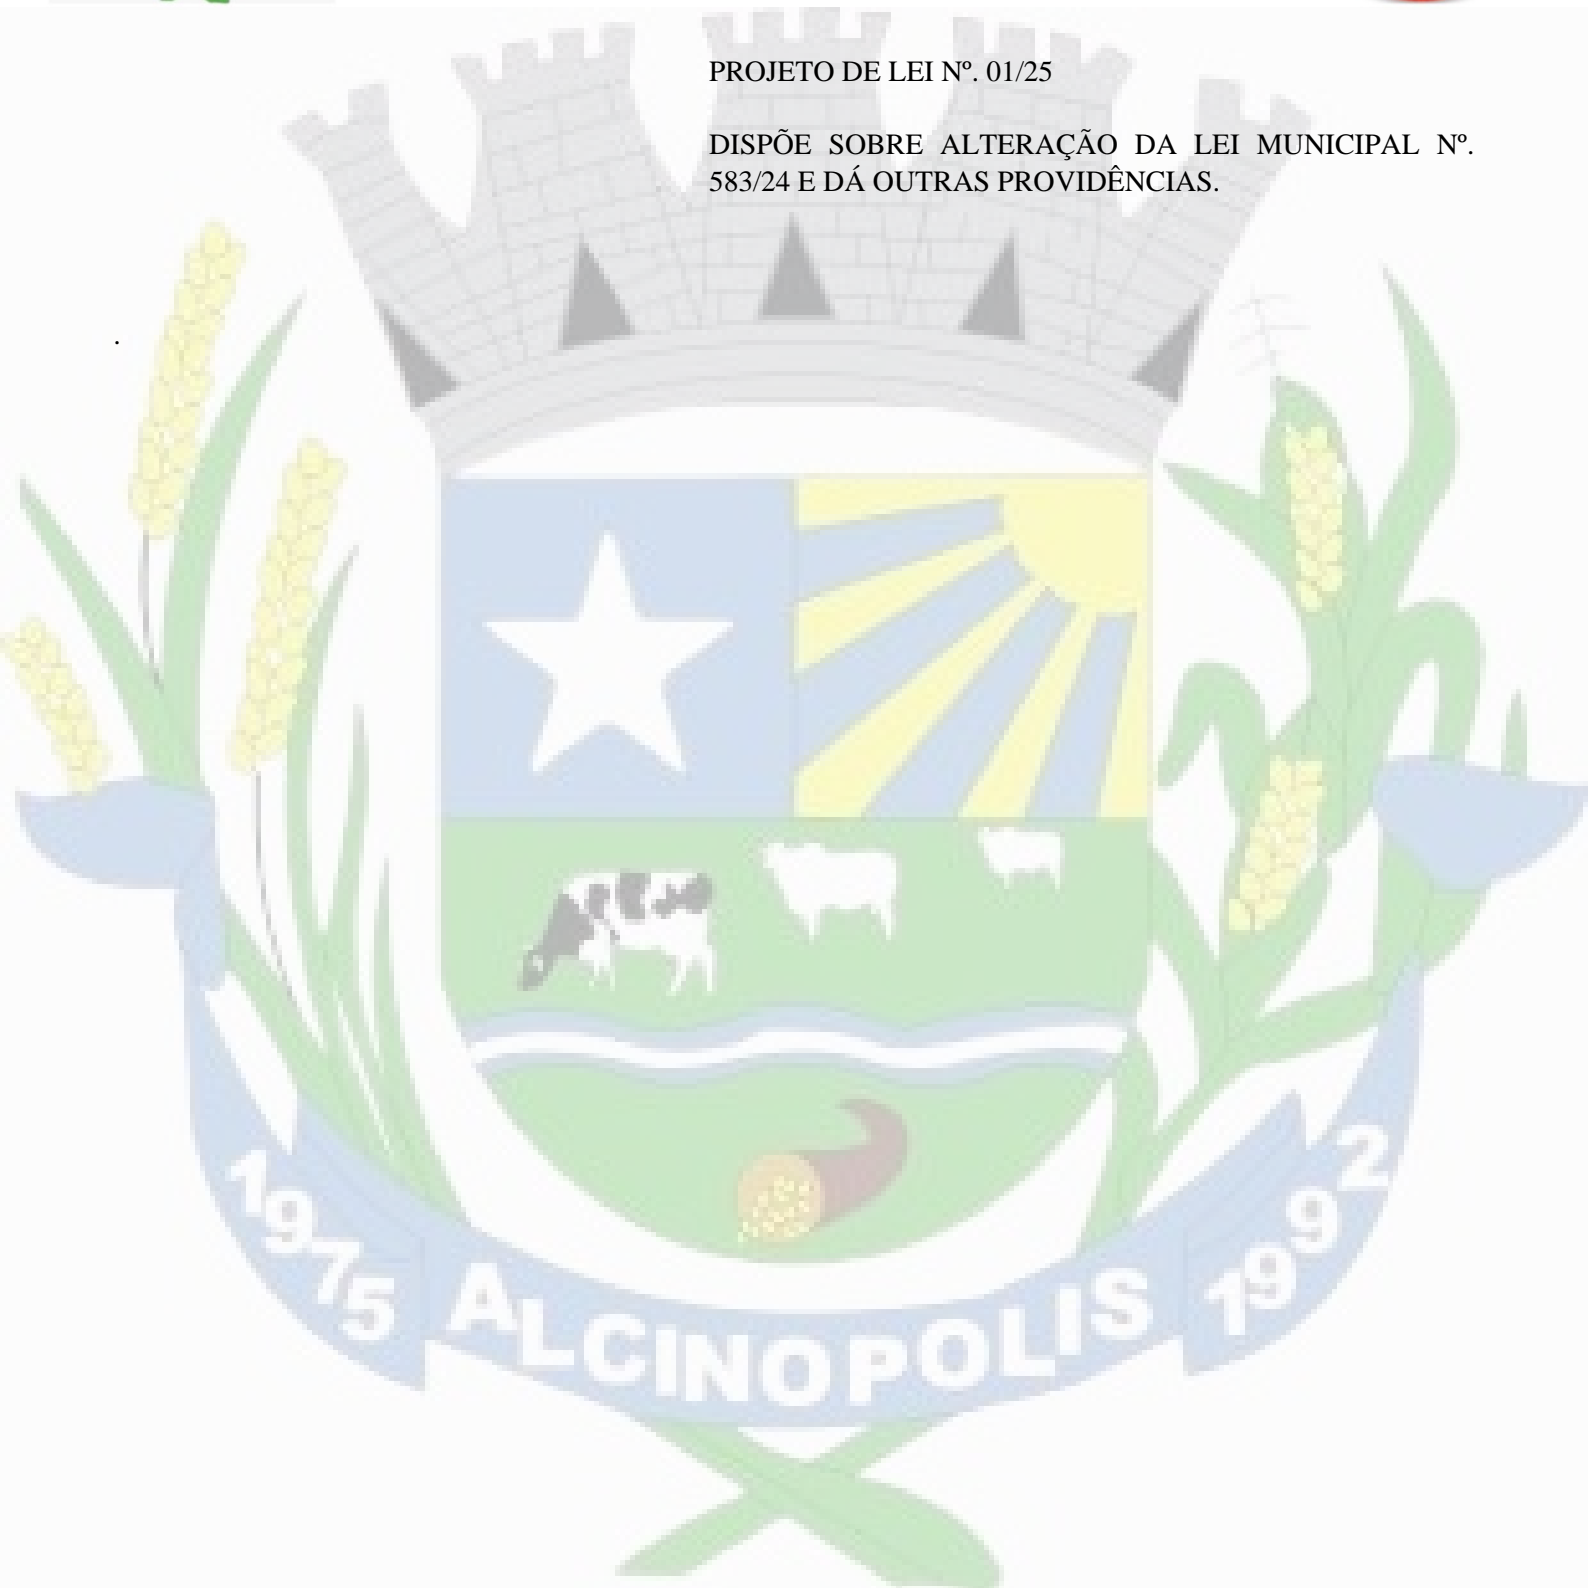 PROJETO DE LEI Nº. 01/25
DISPÕE SOBRE ALTERAÇÃO DA LEI MUNICIPAL Nº.
583/24 E DÁ OUTRAS PROVIDÊNCIAS.
.
1975 ALCINOPOLIS 1992